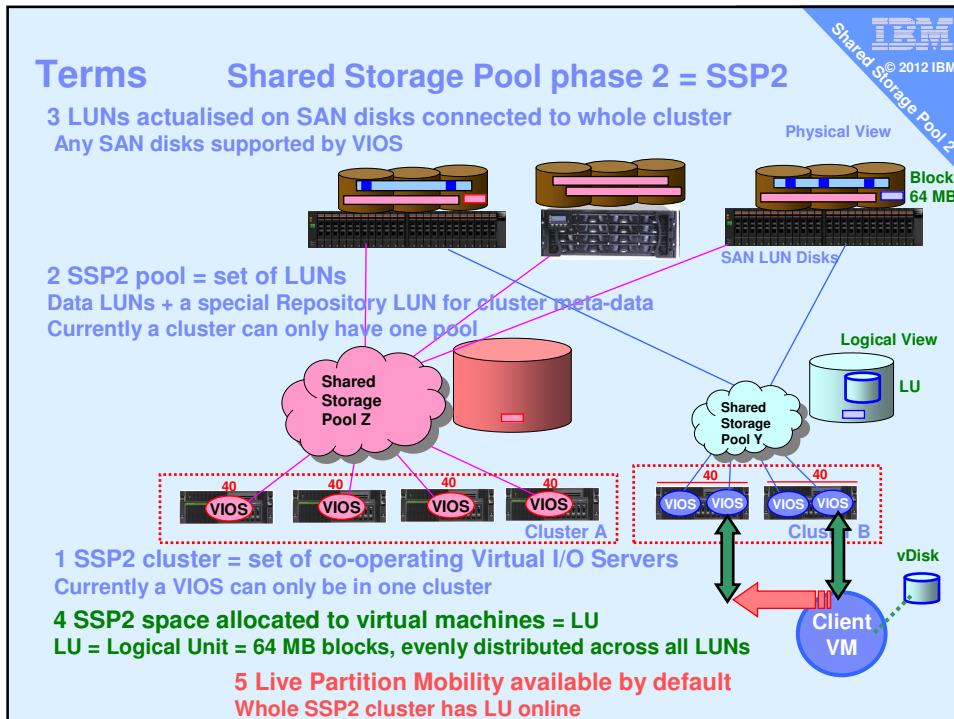 Terms Shared Storage Pool phase 2 = SSP2
IBM
© 2012 IBM
Shared Storage Pool 2
3 LUNs actualised on SAN disks connected to whole cluster
Any SAN disks supported by VIOS
Physical View
Block
64 MB
SAN LUN Disks
2 SSP2 pool = set of LUNs
Data LUNs + a special Repository LUN for cluster meta-data
Currently a cluster can only have one pool
Logical View
LU
Shared
Storage
Pool Z
Shared
Storage
Pool Y
40 40 40 40
VIOS VIOS VIOS VIOS
Cluster A
40 40
VIOS VIOS VIOS VIOS
Cluster B
1 SSP2 cluster = set of co-operating Virtual I/O Servers
Currently a VIOS can only be in one cluster
vDisk
4 SSP2 space allocated to virtual machines = LU
LU = Logical Unit = 64 MB blocks, evenly distributed across all LUNs
Client
VM
5 Live Partition Mobility available by default
Whole SSP2 cluster has LU online